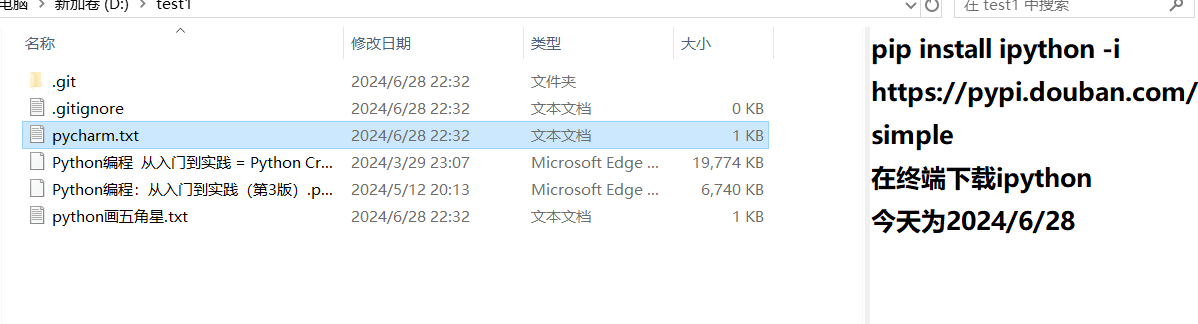 电脑 > 新加卷 (D:) > test1
在 test1 中搜索
名称 修改日期 类型 大小
.git 2024/6/28 22:32 文件夹
.gitignore 2024/6/28 22:32 文本文档 0 KB
pycharm.txt 2024/6/28 22:32 文本文档 1 KB
Python编程 从入门到实践 = Python Cr... 2024/3/29 23:07 Microsoft Edge ... 19,774 KB
Python编程：从入门到实践（第3版）.p... 2024/5/12 20:13 Microsoft Edge ... 6,740 KB
python画五角星.txt 2024/6/28 22:32 文本文档 1 KB
pip install ipython -i
https://pypi.douban.com/
simple
在终端下载ipython
今天为2024/6/28